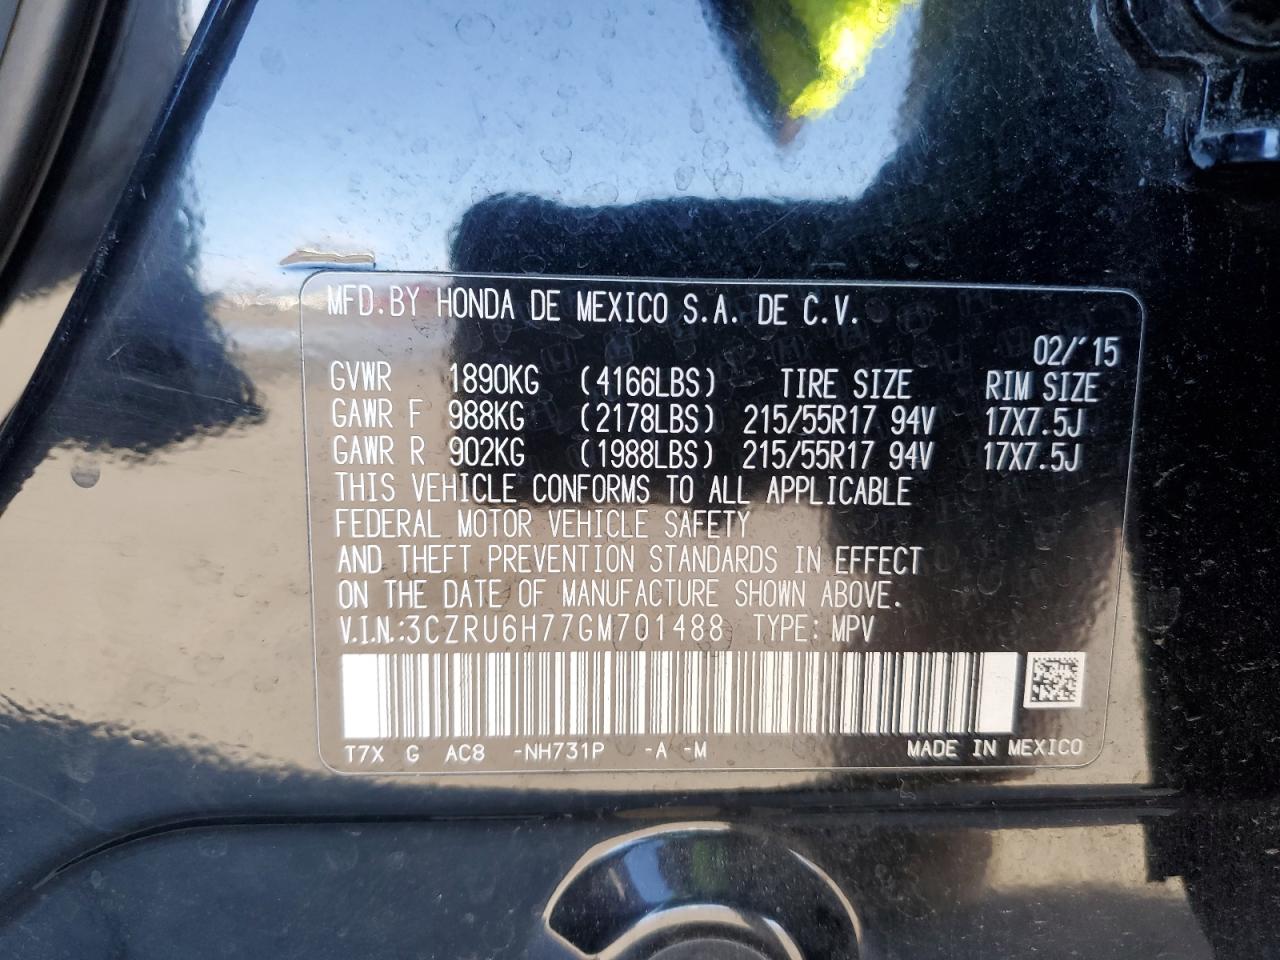 MFD.BY HONDA DE MEXICO S.A. DE C.V.
02/'15
GVWR 1890KG (4166LBS) TIRE SIZE RIM SIZE
GAWR F 988KG (2178LBS) 215/55R17 94V 17X7.5J
GAWR R 902KG (1988LBS) 215/55R17 94V 17X7.5J
THIS VEHICLE CONFORMS TO ALL APPLICABLE
FEDERAL MOTOR VEHICLE SAFETY
AND THEFT PREVENTION STANDARDS IN EFFECT
ON THE DATE OF MANUFACTURE SHOWN ABOVE.
V.I.N.:3CZRU6H77GM701488 TYPE: MPV
T7X G AC8 -NH731P -A -M MADE IN MEXICO